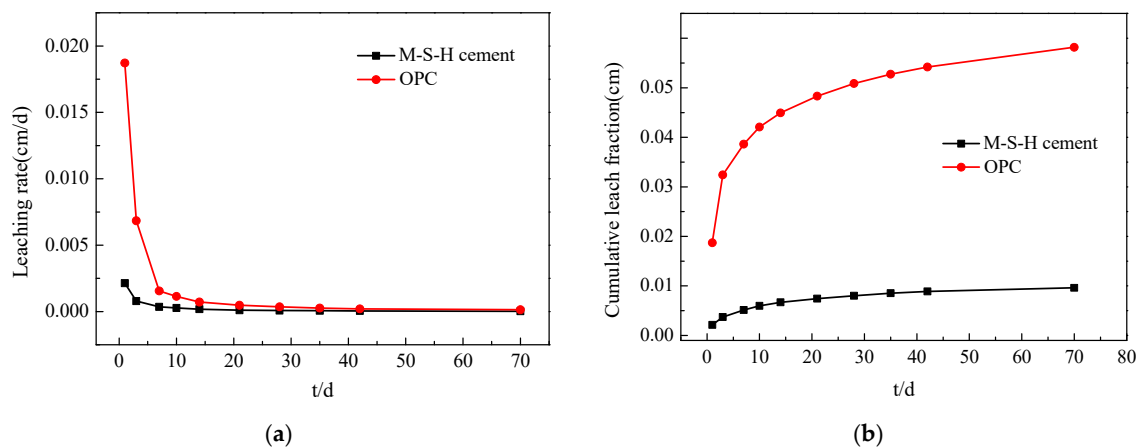 0.020
0.015
0.010
0.005
0.000
Leaching rate(cm/d)
M-S-H cement
OPC
0 10 20 30 40 50 60 70
t/d
(a)
0.05
0.04
0.03
0.02
0.01
0.00
Cumulative leach fraction(cm)
M-S-H cement
OPC
0 10 20 30 40 50 60 70 80
t/d
(b)